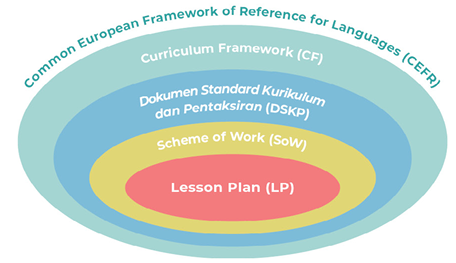 Common European Framework of Reference for Languages (CEFR)
Curriculum Framework (CF)
Dokumen Standard Kurikulum
dan Pentaksiran (DSKP)
Scheme of Work (SoW)
Lesson Plan (LP)